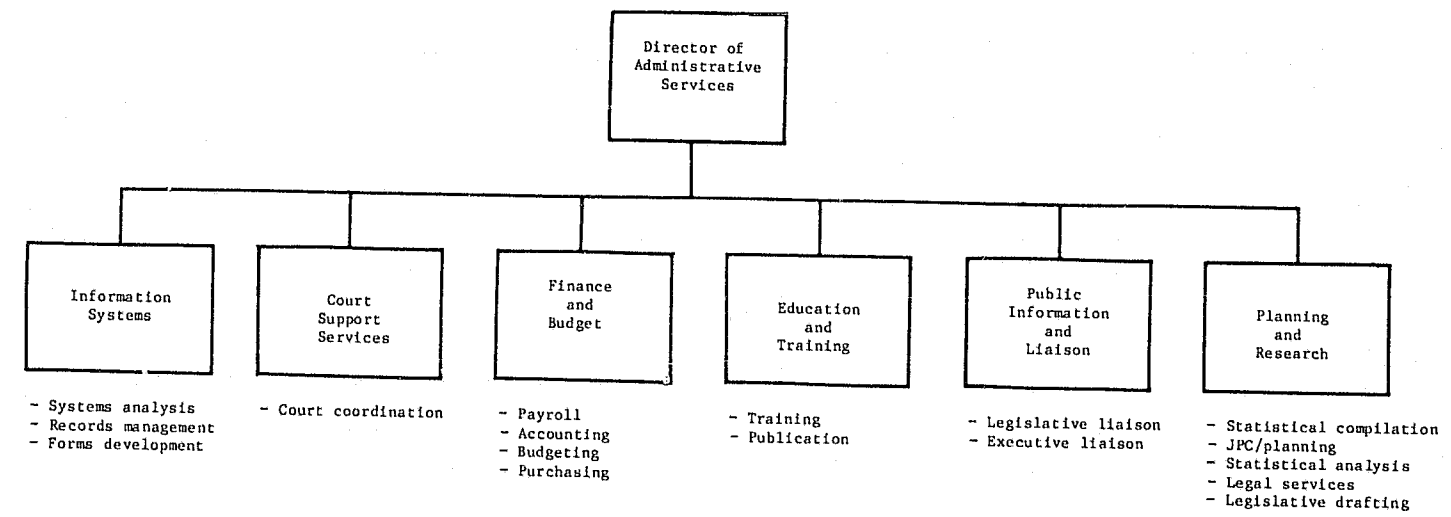 Director of
Administrative
Services
Information
Systems
- Systems analysis
- Records management
- Forms development
Court
Support
Services
- Court coordination
Finance
and
Budget
- Payroll
- Accounting
- Budgeting
- Purchasing
Education
and
Training
- Training
- Publication
Public
Information
and
Liaison
- Legislative liaison
- Executive liaison
Planning
and
Research
- Statistical compilation
- JPC/planning
- Statistical analysis
- Legal services
- Legislative drafting